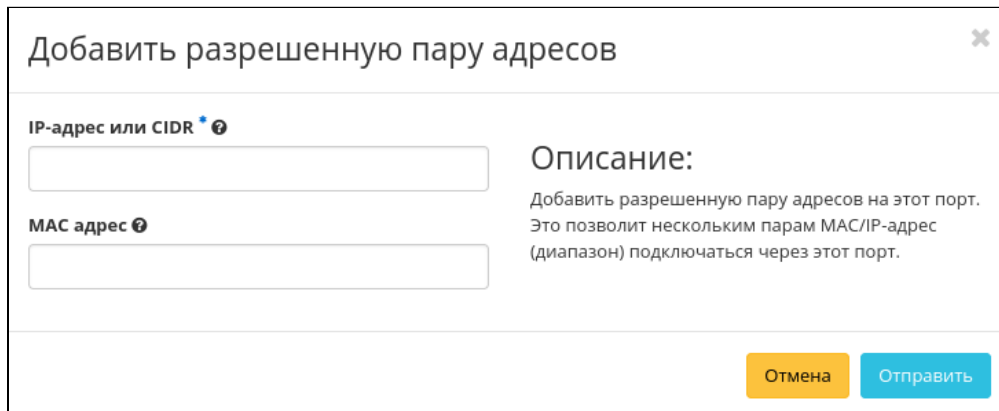 Добавить разрешенную пару адресов
×
IP-адрес или CIDR *
MAC адрес
Описание:
Добавить разрешенную пару адресов на этот порт.
Это позволит нескольким парам MAC/IP-адрес
(диапазон) подключаться через этот порт.
Отмена
Отправить